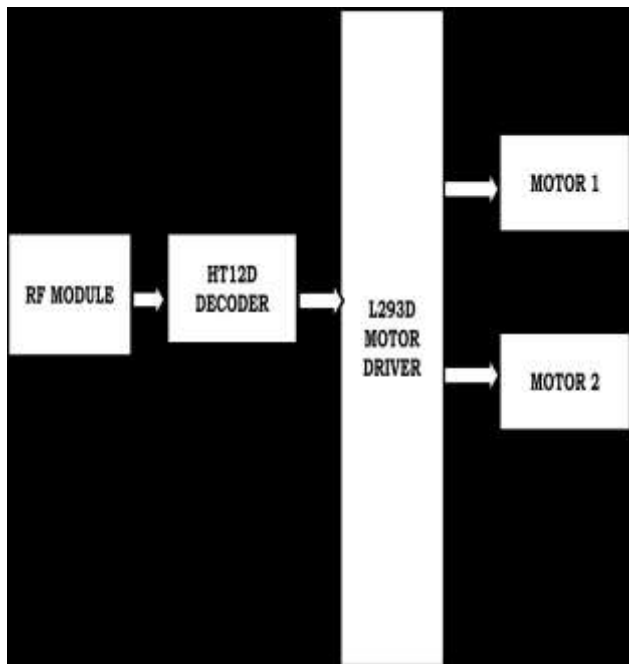 RF MODULE
HT12D
DECODER
L293D
MOTOR
DRIVER
MOTOR 1
MOTOR 2